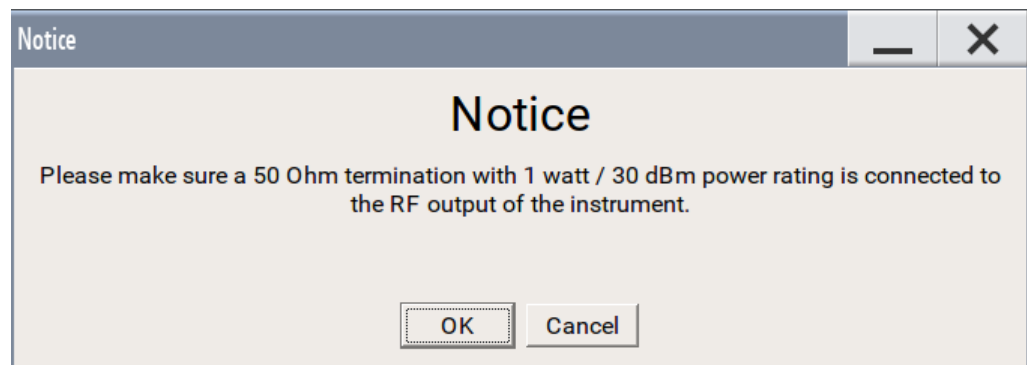 Notice
Notice
Please make sure a 50 Ohm termination with 1 watt / 30 dBm power rating is connected to
the RF output of the instrument.
OK Cancel